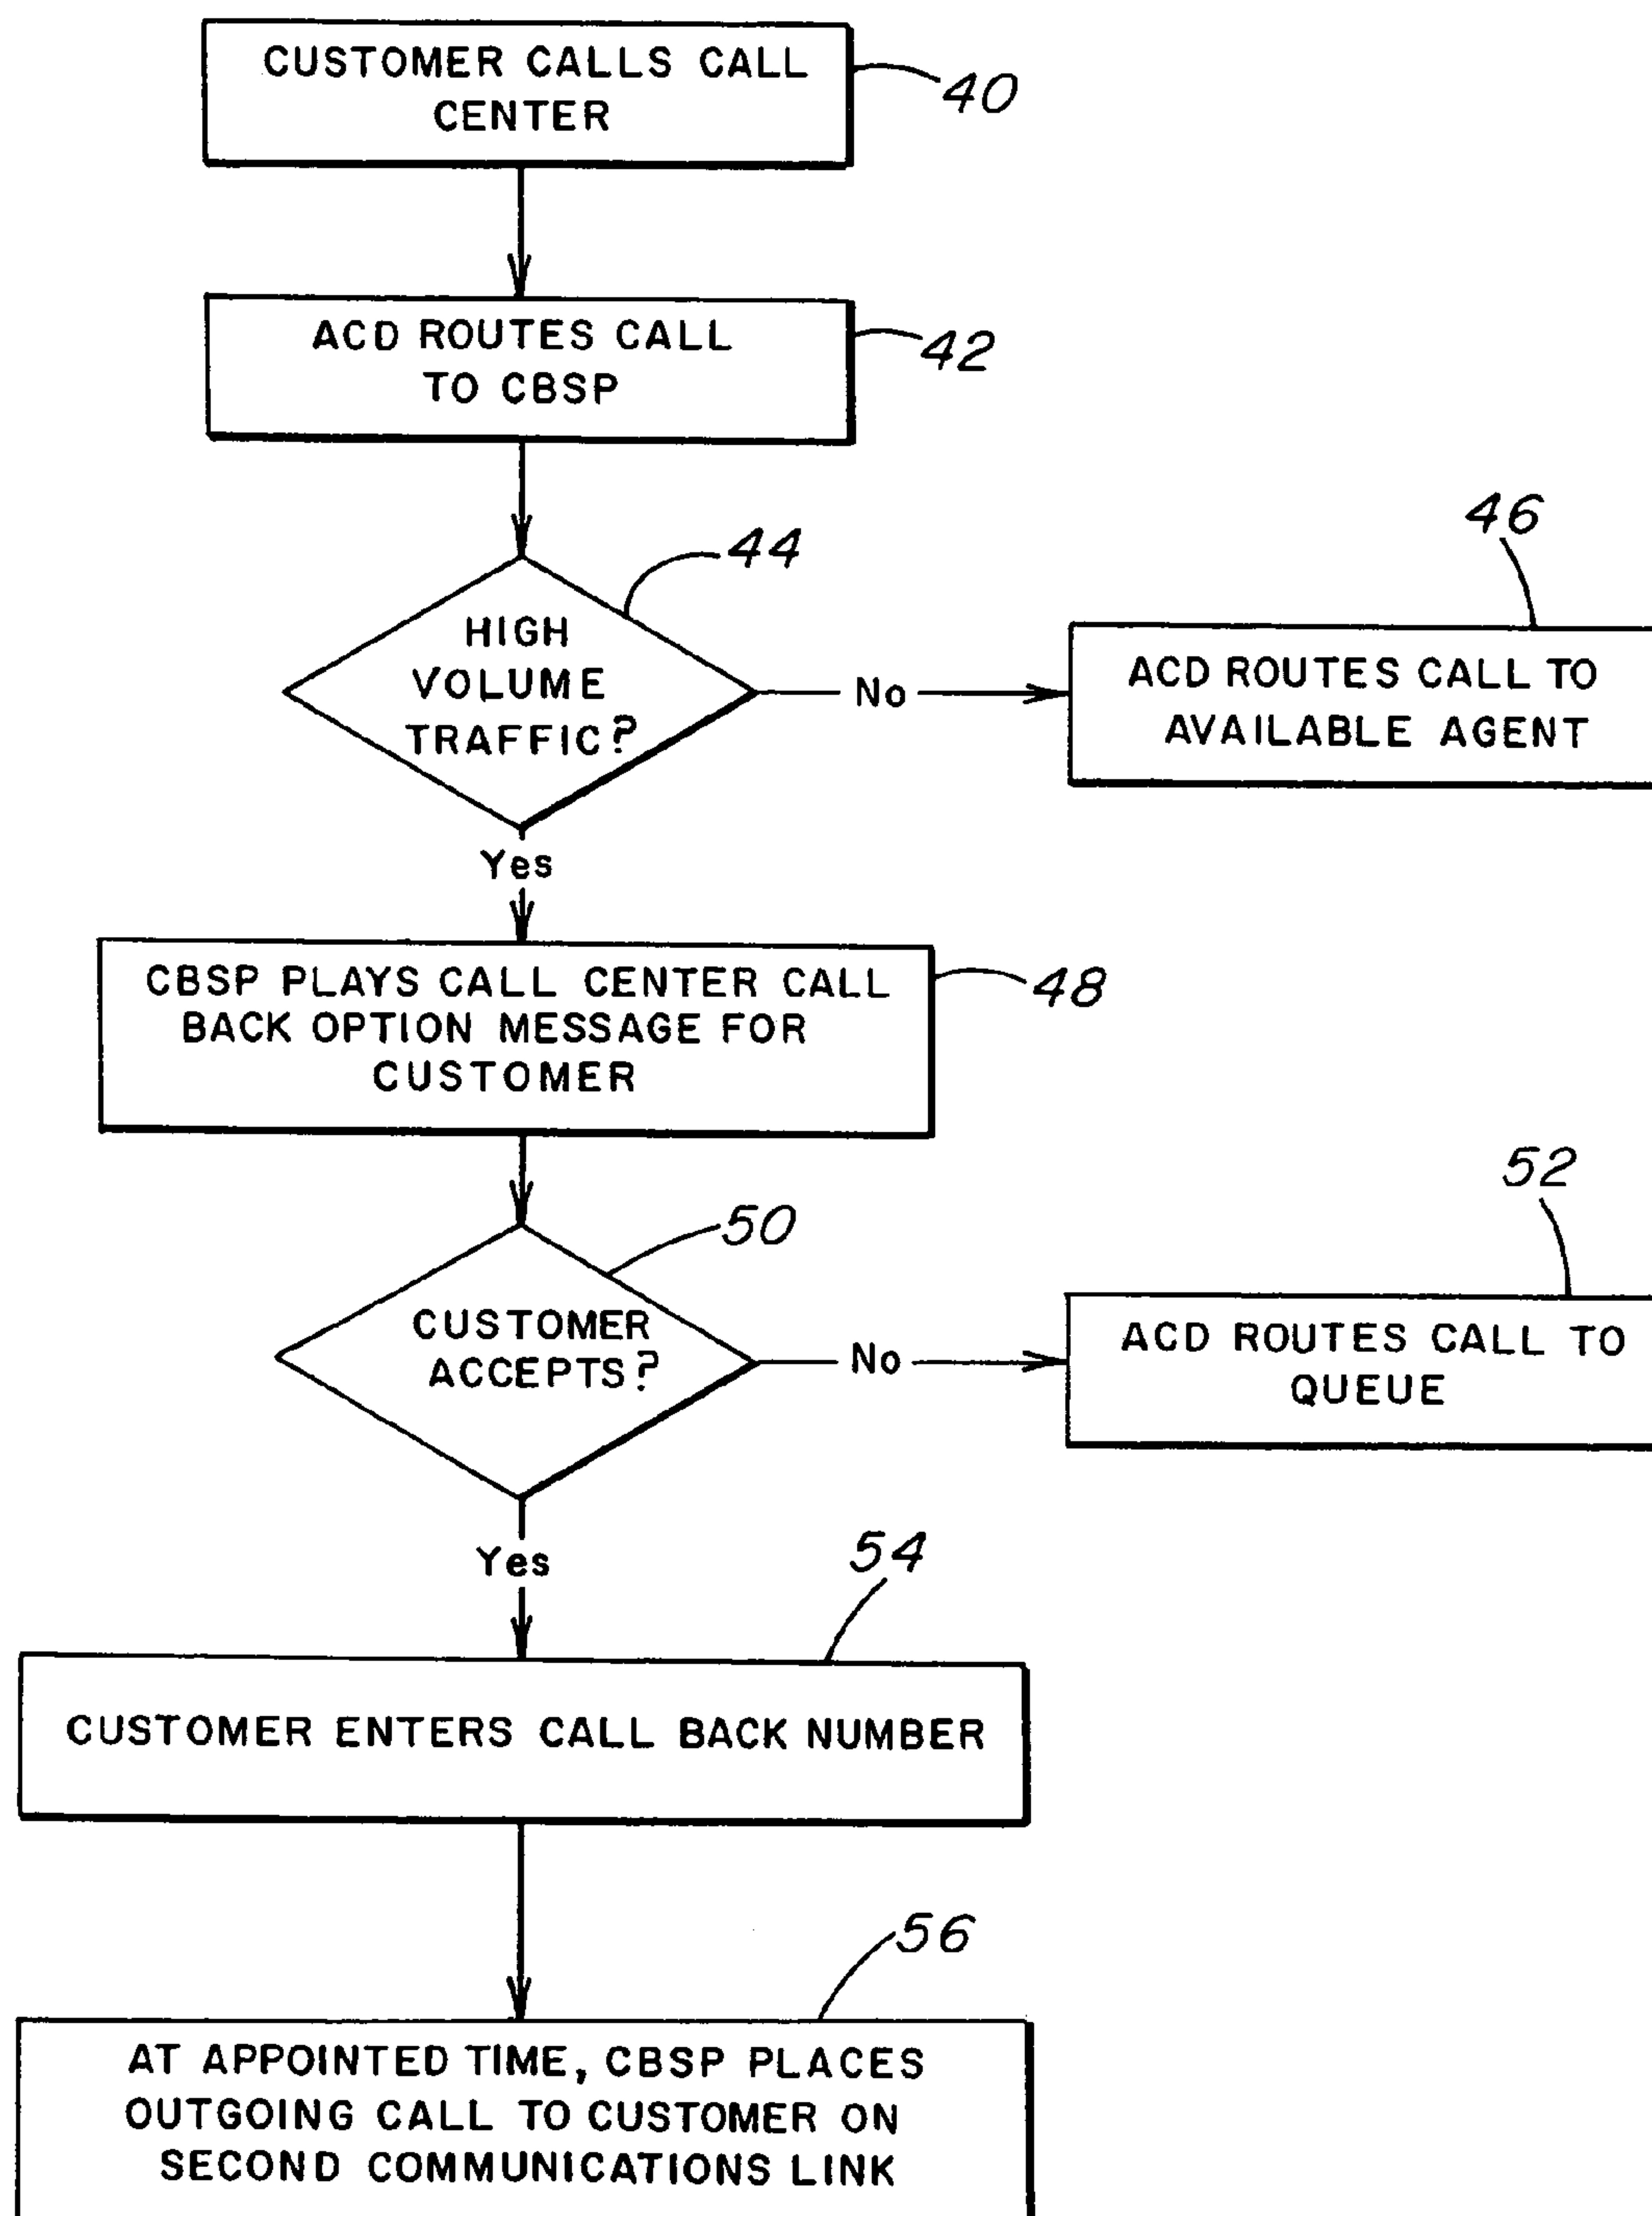 CUSTOMER CALLS CALL
CENTER
40
ACD ROUTES CALL
TO CBSP
42
44
HIGH
VOLUME
TRAFFIC?
No
46
ACD ROUTES CALL TO
AVAILABLE AGENT
Yes
CBSP PLAYS CALL CENTER CALL
BACK OPTION MESSAGE FOR
CUSTOMER
48
50
CUSTOMER
ACCEPTS?
No
52
ACD ROUTES CALL TO
QUEUE
Yes
54
CUSTOMER ENTERS CALL BACK NUMBER
56
AT APPOINTED TIME, CBSP PLACES
OUTGOING CALL TO CUSTOMER ON
SECOND COMMUNICATIONS LINK